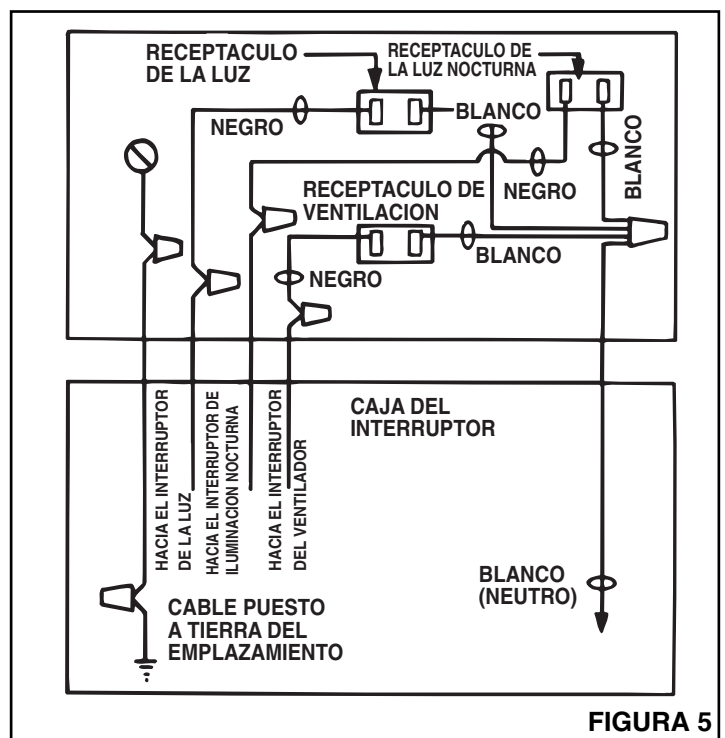 RECEPTACULO
DE LA LUZ
RECEPTACULO DE
LA LUZ NOCTURNA
NEGRO
BLANCO
BLANCO
NEGRO
RECEPTACULO DE
VENTILACION
BLANCO
NEGRO
HACIA EL INTERRUPTOR
DE LA LUZ
HACIA EL INTERRUPTOR DE
ILUMINACION NOCTURNA
HACIA EL INTERRUPTOR
DEL VENTILADOR
CAJA DEL
INTERRUPTOR
CABLE PUESTO
A TIERRA DEL
EMPLAZAMIENTO
BLANCO
(NEUTRO)
FIGURA 5